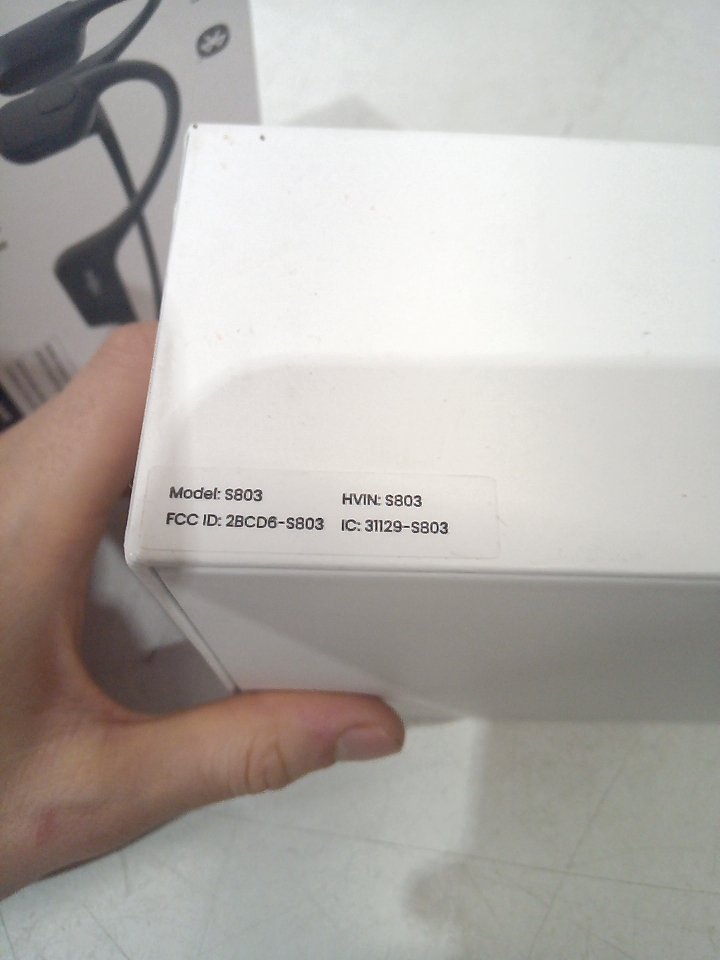 Model: S803 HVIN: S803
FCC ID: 2BCD6-S803 IC: 31129-S803